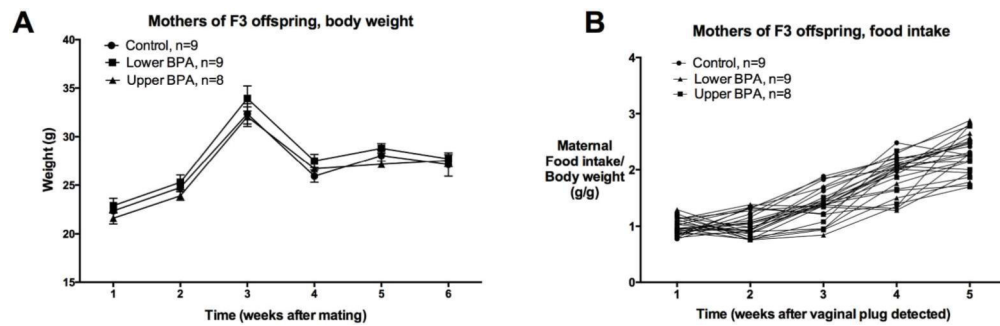 A
Mothers of F3 offspring, body weight
Control, n=9
Lower BPA, n=9
Upper BPA, n=8
40
35
30
25
20
15
Weight (g)
1 2 3 4 5 6
Time (weeks after mating)
B
Mothers of F3 offspring, food intake
Control, n=9
Lower BPA, n=9
Upper BPA, n=8
4
3
2
1
0
Maternal
Food intake/
Body weight
(g/g)
1 2 3 4 5
Time (weeks after vaginal plug detected)